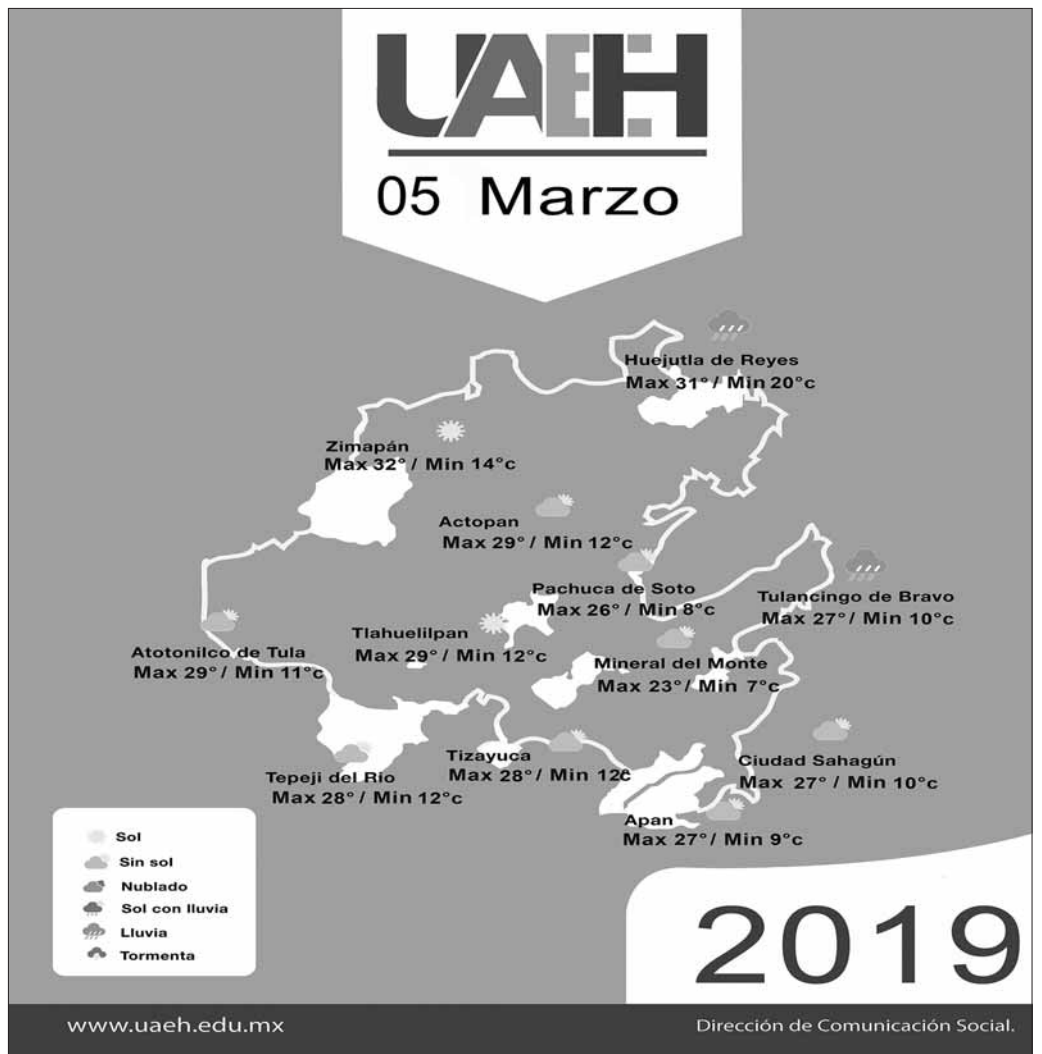 UAEH
05 Marzo
Huejutla de Reyes
Max 31° / Min 20°c
Zimapán
Max 32° / Min 14°c
Actopan
Max 29° / Min 12°c
Pachuca de Soto
Max 26° / Min 8°c
Tulancingo de Bravo
Max 27° / Min 10°c
Tlahuelilpan
Max 29° / Min 12°c
Atotonilco de Tula
Max 29° / Min 11°c
Mineral del Monte
Max 23° / Min 7°c
Tizayuca
Max 28° / Min 12c
Ciudad Sahagún
Max 27° / Min 10°c
Tepeji del Río
Max 28° / Min 12°c
Apan
Max 27° / Min 9°c
Sol
Sin sol
Nublado
Sol con lluvia
Lluvia
Tormenta
2019
www.uaeh.edu.mx
Dirección de Comunicación Social.